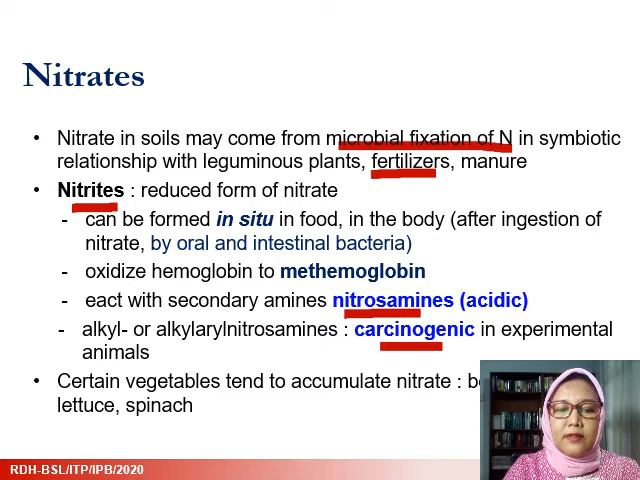 Nitrates
• Nitrate in soils may come from microbial fixation of N in symbiotic
relationship with leguminous plants, fertilizers, manure
• Nitrites : reduced form of nitrate
- can be formed in situ in food, in the body (after ingestion of
nitrate, by oral and intestinal bacteria)
- oxidize hemoglobin to methemoglobin
- eact with secondary amines nitrosamines (acidic)
- alkyl- or alkylarylnitrosamines : carcinogenic in experimental
animals
• Certain vegetables tend to accumulate nitrate :
lettuce, spinach
RDH-BSL/ITP/IPB/2020